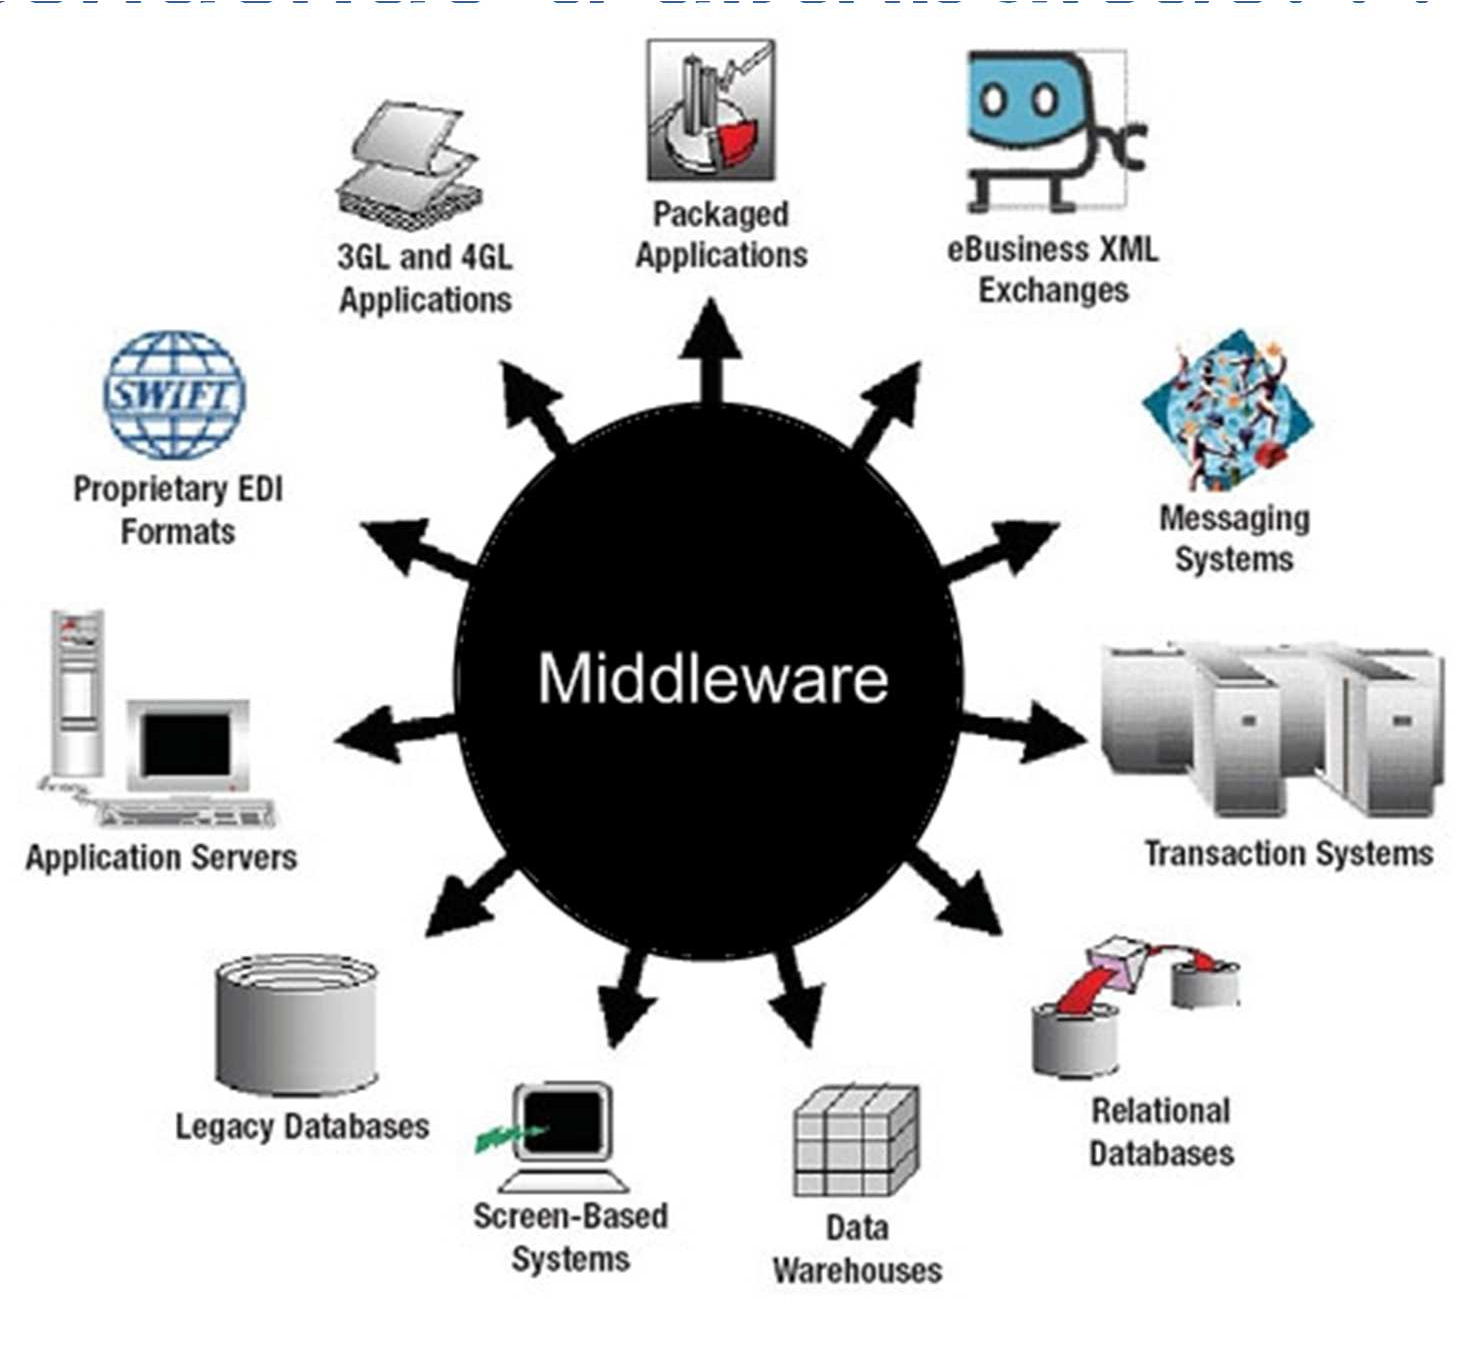 Packaged
Applications
eBusiness XML
Exchanges
3GL and 4GL
Applications
SWIFT
Proprietary EDI
Formats
Messaging
Systems
Middleware
Application Servers
Transaction Systems
Legacy Databases
Relational
Databases
Screen-Based
Systems
Data
Warehouses